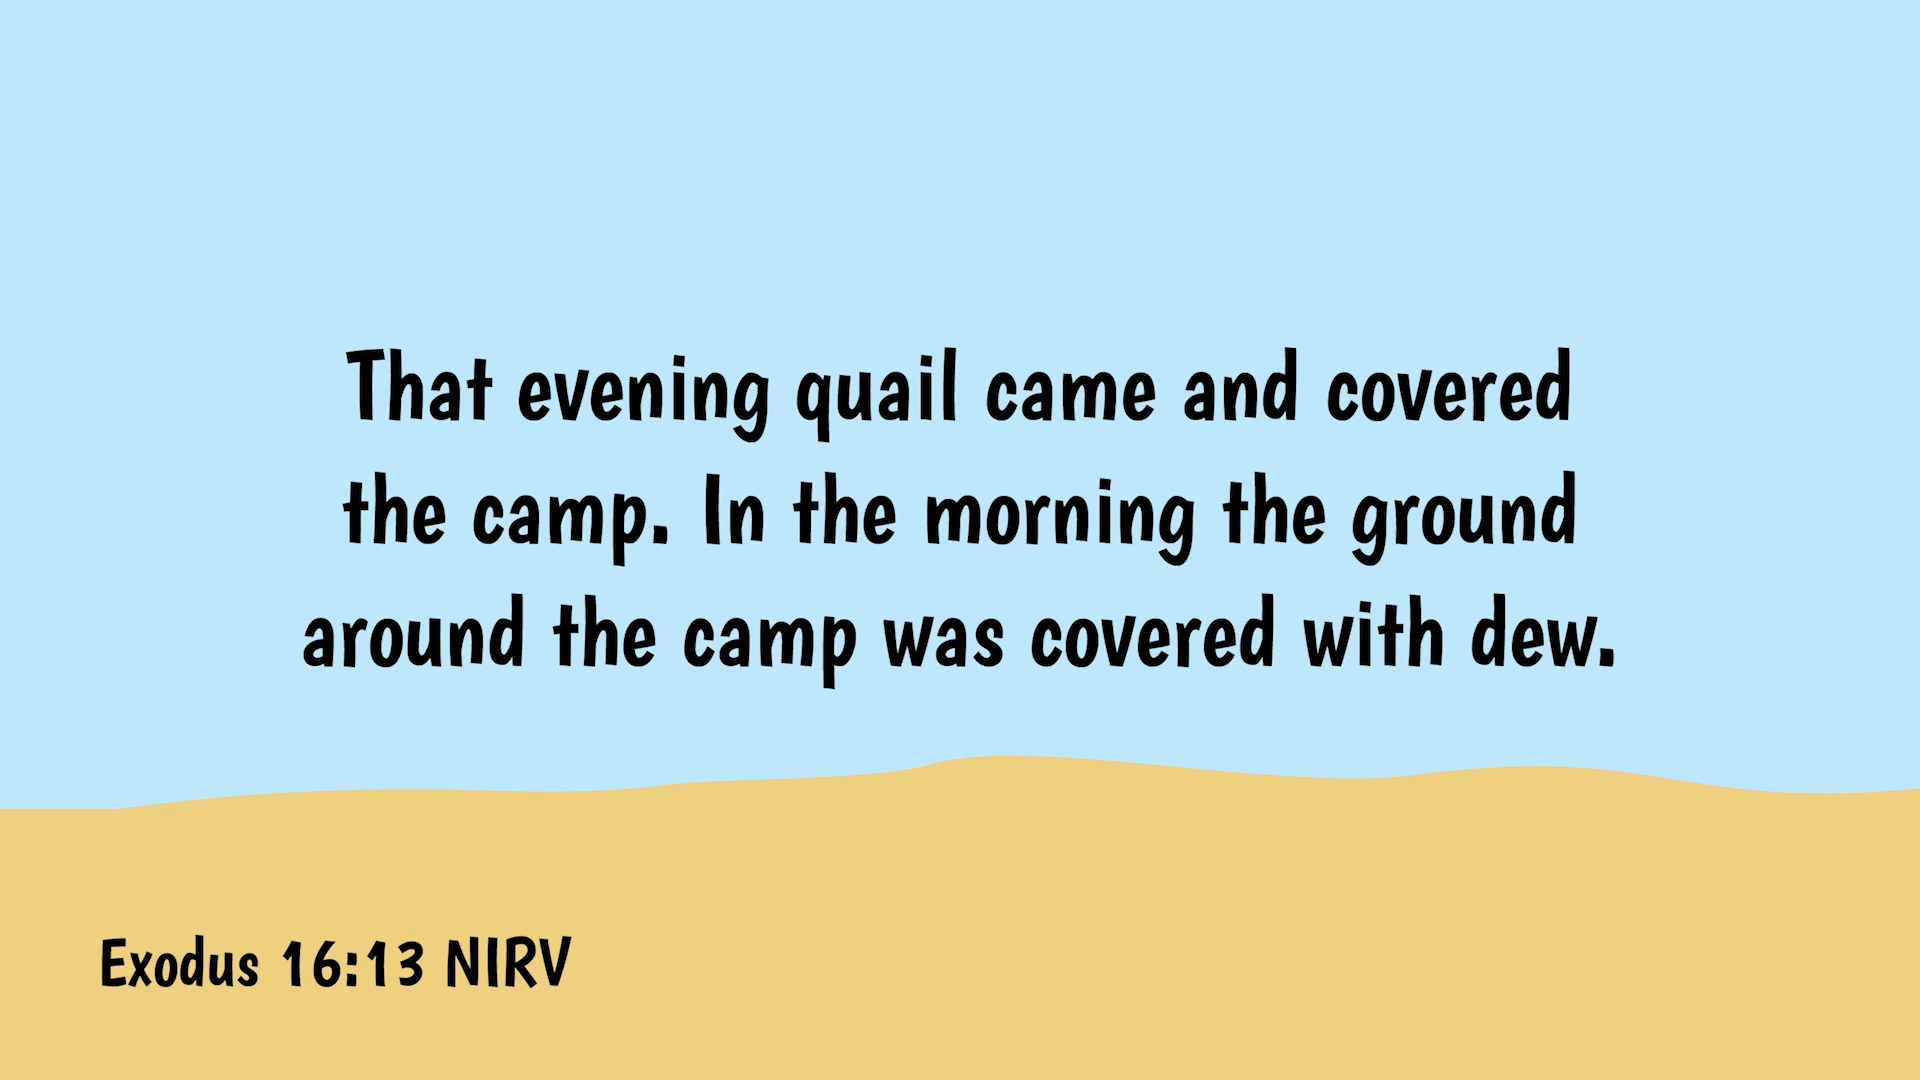 That evening quail came and covered
the camp. In the morning the ground
around the camp was covered with dew.
Exodus 16:13 NIRV